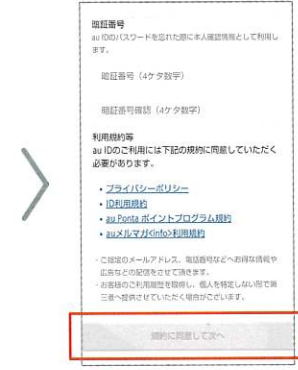 暗証番号
au IDのパスワードを忘れた際に本人確認情報として利用し
ます。
暗証番号（4ケタ数字）
暗証番号確認（4ケタ数字）
利用規約等
au IDのご利用には下記の規約に同意していただく
必要があります。
・プライバシーポリシー
・ID利用規約
・au Ponta ポイントプログラム規約
・auメルマガ<info>利用規約
・ご指定のメールアドレス、電話番号などへお得な情報や
広告などの配信をさせて頂きます。
・お客様のご利用履歴を取得し、個人を特定しない形で第
三者へ提供させていただく場合がございます。
規約に同意して次へ